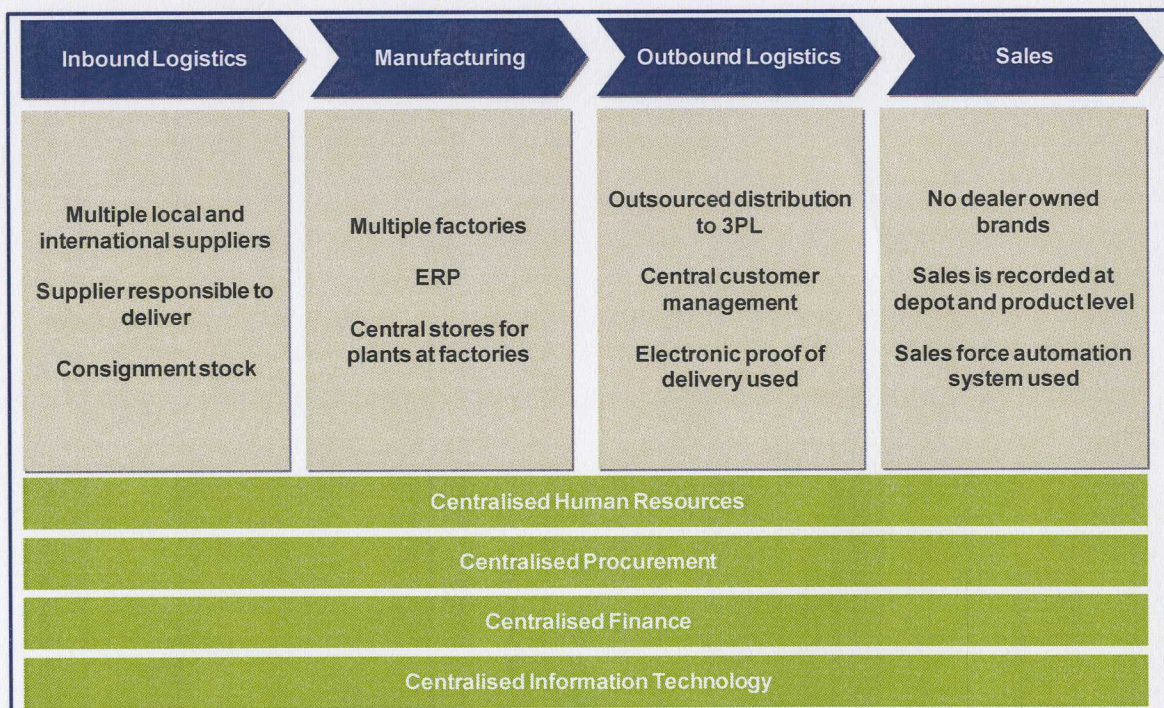 Inbound Logistics
Manufacturing
Outbound Logistics
Sales
Multiple local and
international suppliers
Supplier responsible to
deliver
Consignment stock
Multiple factories
ERP
Central stores for
plants at factories
Outsourced distribution
to 3PL
Central customer
management
Electronic proof of
delivery used
No dealer owned
brands
Sales is recorded at
depot and product level
Sales force automation
system used
Centralised Human Resources
Centralised Procurement
Centralised Finance
Centralised Information Technology